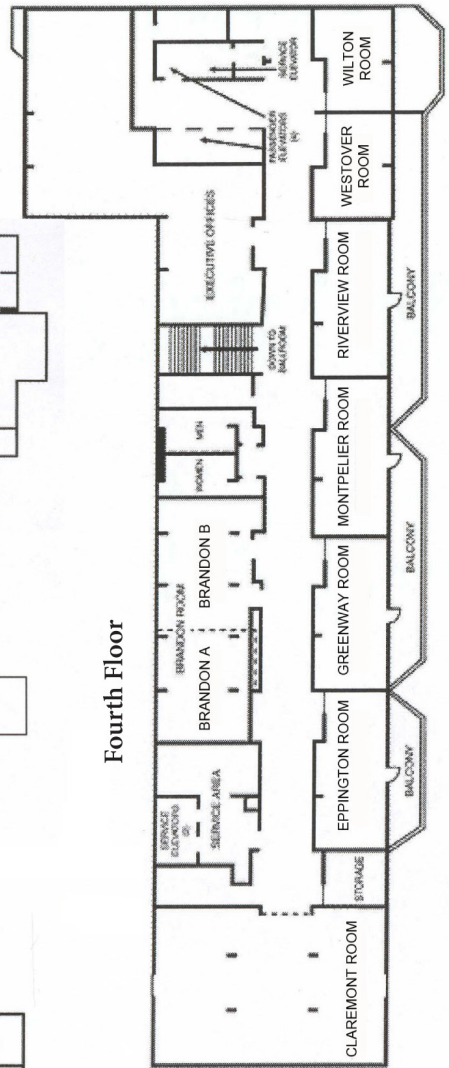 Fourth Floor
SERVICE
ELEVATORS (2)
SERVICE AREA
BRANDON ROOM
BRANDON A
BRANDON B
WOMEN
MEN
DOWN TO
BALLROOM
EXECUTIVE OFFICES
PASSENGER
ELEVATORS
(4)
SERVICE
ELEVATOR
CLAREMONT ROOM
STORAGE
EPPINGTON ROOM
GREENWAY ROOM
MONTPELIER ROOM
RIVERVIEW ROOM
WESTOVER
ROOM
WILTON
ROOM
BALCONY
BALCONY
BALCONY